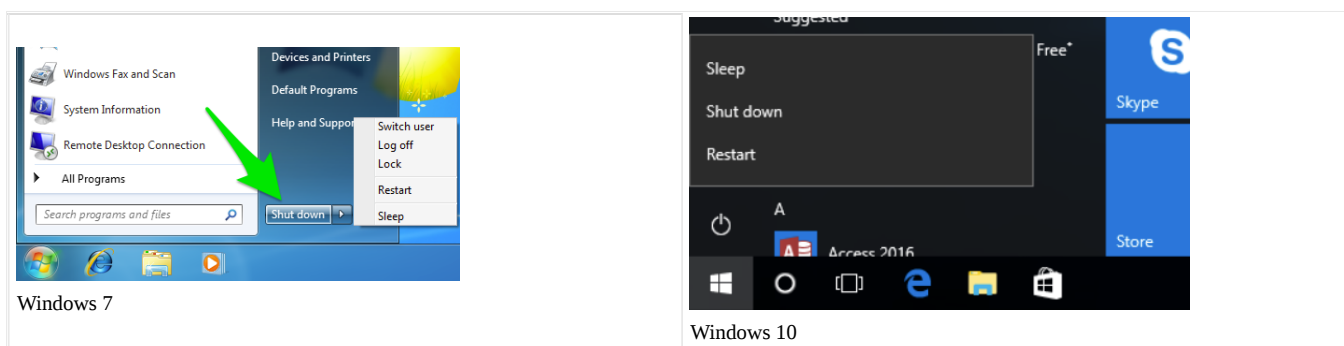 Windows Fax and Scan
System Information
Remote Desktop Connection
All Programs
Search programs and files
Devices and Printers
Default Programs
Help and Suppor
Switch user
Log off
Lock
Restart
Sleep
Shut down
Windows 7
Suggested
Free*
Sleep
Shut down
Restart
A
Access 2016
Skype
Store
Windows 10